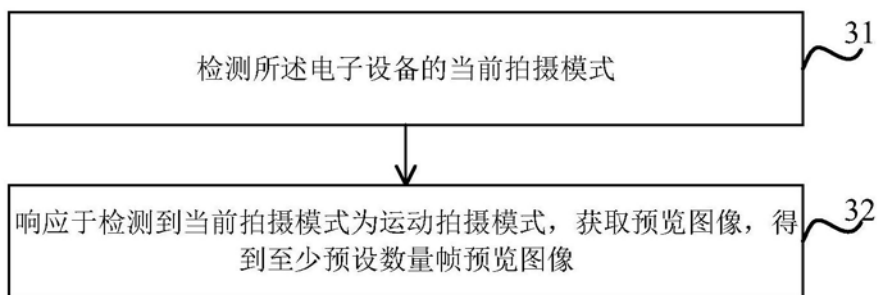 检测所述电子设备的当前拍摄模式
31
响应于检测到当前拍摄模式为运动拍摄模式，获取预览图像，得
到至少预设数量帧预览图像
32